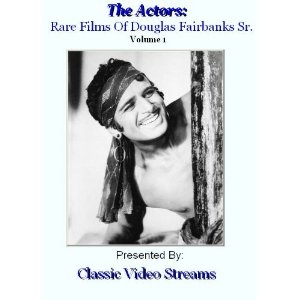 The Actors:
Rare Films Of Douglas Fairbanks Sr.
Volume 1
Presented By:
Classic Video Streams